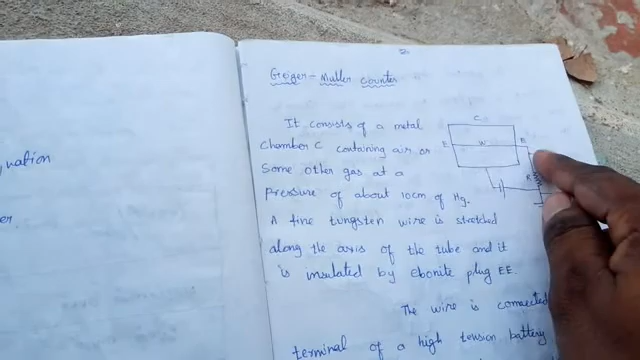 uation
er
Geiger-Muller counter
It consists of a metal
Chamber C containing air or
Some other gas at a
pressure of about 10cm of Hg.
A fine tungsten wire is stretched
along the axis of the tube and it
is insulated by ebonite plug EE.
The wire is connected
terminal of a high tension battery
C
E
W
E
R